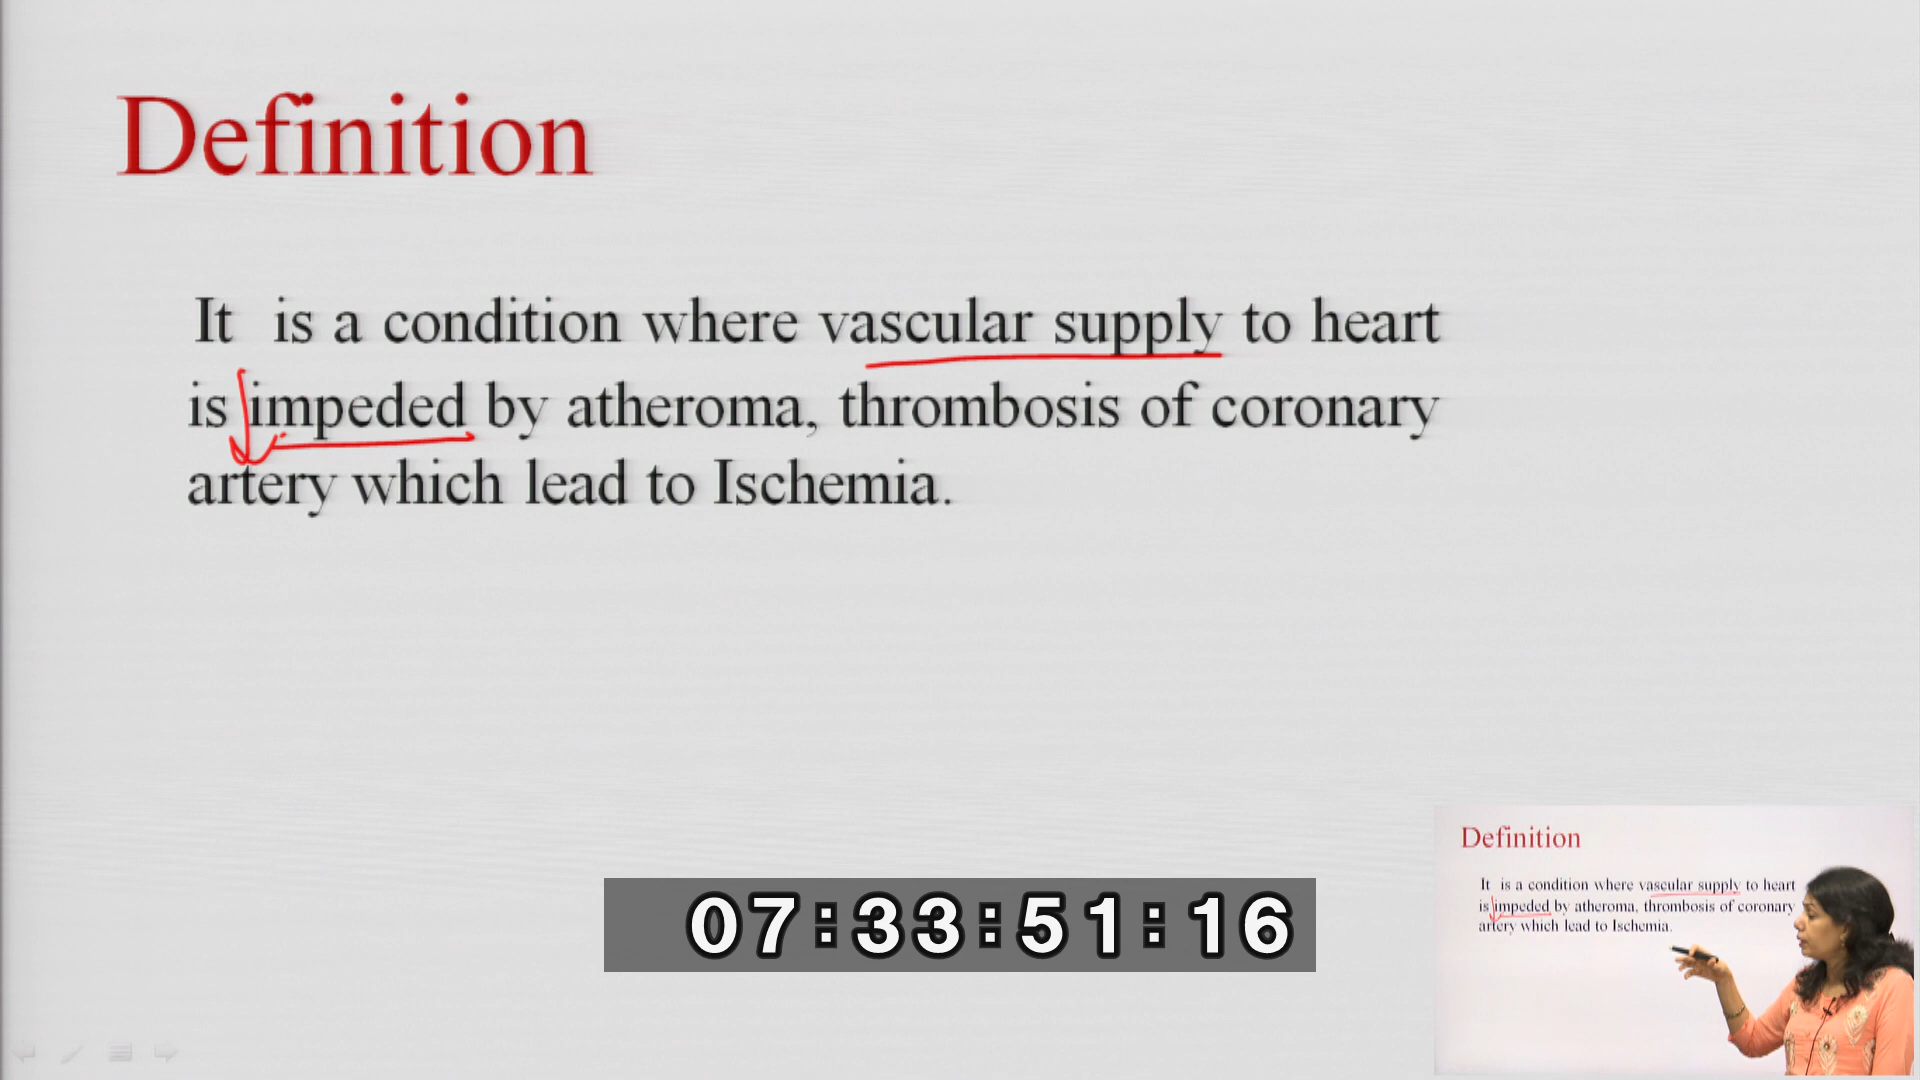 Definition
It is a condition where vascular supply to heart
is impeded by atheroma, thrombosis of coronary
artery which lead to Ischemia.
07:33:51:16
Definition
It is a condition where vascular supply to heart
is impeded by atheroma, thrombosis of coronary
artery which lead to Ischemia.